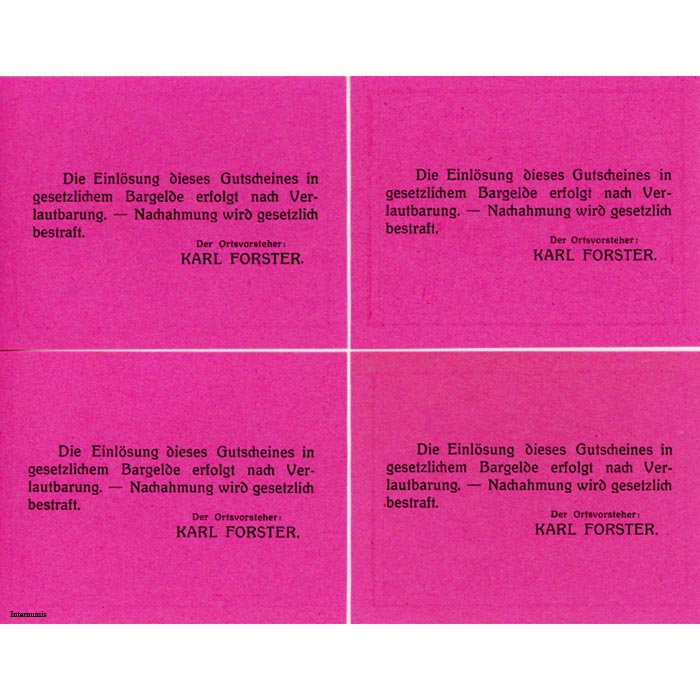 Die Einlösung dieses Gutscheines in
gesetzlichem Bargelde erfolgt nach Ver-
lautbarung. — Nachahmung wird gesetzlich
bestraft.
Der Ortsvorsteher:
KARL FORSTER.
Die Einlösung dieses Gutscheines in
gesetzlichem Bargelde erfolgt nach Ver-
lautbarung. — Nachahmung wird gesetzlich
bestraft.
Der Ortsvorsteher:
KARL FORSTER.
Die Einlösung dieses Gutscheines in
gesetzlichem Bargelde erfolgt nach Ver-
lautbarung. — Nachahmung wird gesetzlich
bestraft.
Der Ortsvorsteher:
KARL FORSTER.
Die Einlösung dieses Gutscheines in
gesetzlichem Bargelde erfolgt nach Ver-
lautbarung. — Nachahmung wird gesetzlich
bestraft.
Der Ortsvorsteher:
KARL FORSTER.
Internumis